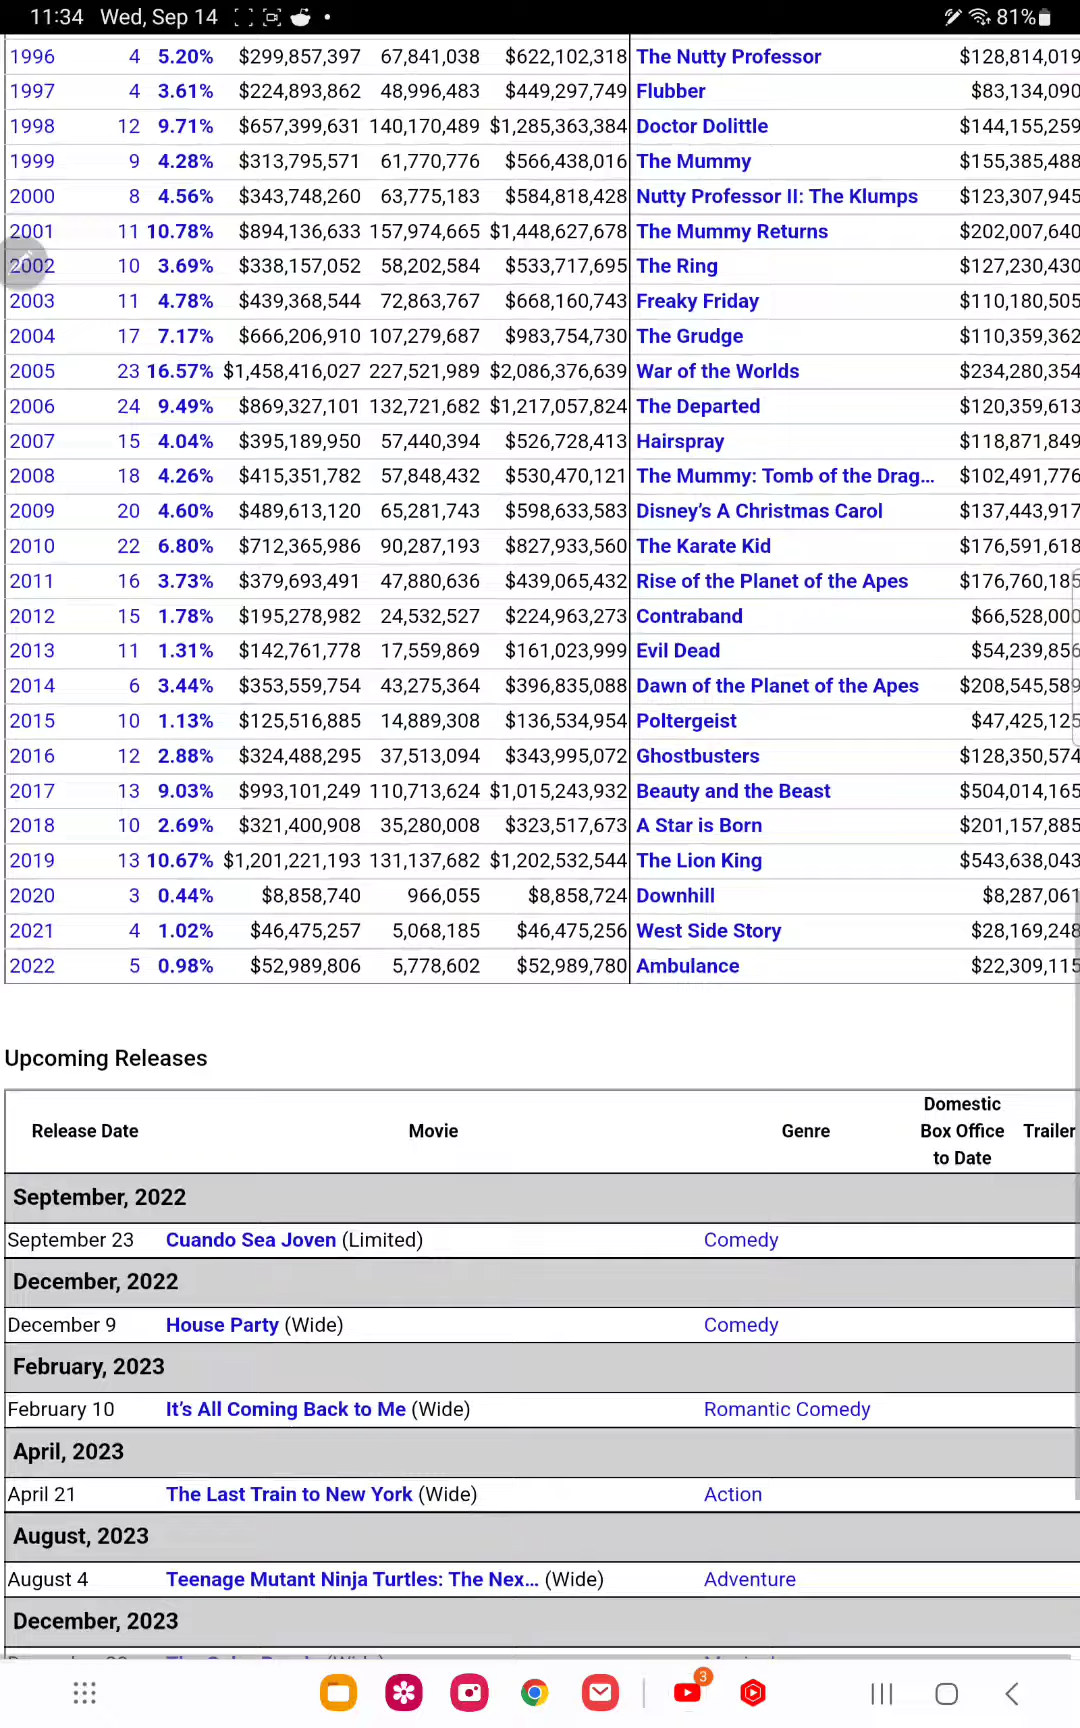 11:34 Wed, Sep 14 81%
1996 4 5.20% $299,857,397 67,841,038 $622,102,318 The Nutty Professor $128,814,019
1997 4 3.61% $224,893,862 48,996,483 $449,297,749 Flubber $83,134,090
1998 12 9.71% $657,399,631 140,170,489 $1,285,363,384 Doctor Dolittle $144,155,259
1999 9 4.28% $313,795,571 61,770,776 $566,438,016 The Mummy $155,385,488
2000 8 4.56% $343,748,260 63,775,183 $584,818,428 Nutty Professor II: The Klumps $123,307,945
2001 11 10.78% $894,136,633 157,974,665 $1,448,627,678 The Mummy Returns $202,007,640
2002 10 3.69% $338,157,052 58,202,584 $533,717,695 The Ring $127,230,430
2003 11 4.78% $439,368,544 72,863,767 $668,160,743 Freaky Friday $110,180,505
2004 17 7.17% $666,206,910 107,279,687 $983,754,730 The Grudge $110,359,362
2005 23 16.57% $1,458,416,027 227,521,989 $2,086,376,639 War of the Worlds $234,280,354
2006 24 9.49% $869,327,101 132,721,682 $1,217,057,824 The Departed $120,359,613
2007 15 4.04% $395,189,950 57,440,394 $526,728,413 Hairspray $118,871,849
2008 18 4.26% $415,351,782 57,848,432 $530,470,121 The Mummy: Tomb of the Drag... $102,491,776
2009 20 4.60% $489,613,120 65,281,743 $598,633,583 Disney's A Christmas Carol $137,443,917
2010 22 6.80% $712,365,986 90,287,193 $827,933,560 The Karate Kid $176,591,618
2011 16 3.73% $379,693,491 47,880,636 $439,065,432 Rise of the Planet of the Apes $176,760,185
2012 15 1.78% $195,278,982 24,532,527 $224,963,273 Contraband $66,528,000
2013 11 1.31% $142,761,778 17,559,869 $161,023,999 Evil Dead $54,239,856
2014 6 3.44% $353,559,754 43,275,364 $396,835,088 Dawn of the Planet of the Apes $208,545,589
2015 10 1.13% $125,516,885 14,889,308 $136,534,954 Poltergeist $47,425,125
2016 12 2.88% $324,488,295 37,513,094 $343,995,072 Ghostbusters $128,350,574
2017 13 9.03% $993,101,249 110,713,624 $1,015,243,932 Beauty and the Beast $504,014,165
2018 10 2.69% $321,400,908 35,280,008 $323,517,673 A Star is Born $201,157,885
2019 13 10.67% $1,201,221,193 131,137,682 $1,202,532,544 The Lion King $543,638,043
2020 3 0.44% $8,858,740 966,055 $8,858,724 Downhill $8,287,061
2021 4 1.02% $46,475,257 5,068,185 $46,475,256 West Side Story $28,169,248
2022 5 0.98% $52,989,806 5,778,602 $52,989,780 Ambulance $22,309,115
Upcoming Releases
Release Date Movie Genre Domestic Box Office to Date Trailer
September, 2022
September 23 Cuando Sea Joven (Limited) Comedy
December, 2022
December 9 House Party (Wide) Comedy
February, 2023
February 10 It's All Coming Back to Me (Wide) Romantic Comedy
April, 2023
April 21 The Last Train to New York (Wide) Action
August, 2023
August 4 Teenage Mutant Ninja Turtles: The Nex... (Wide) Adventure
December, 2023
3